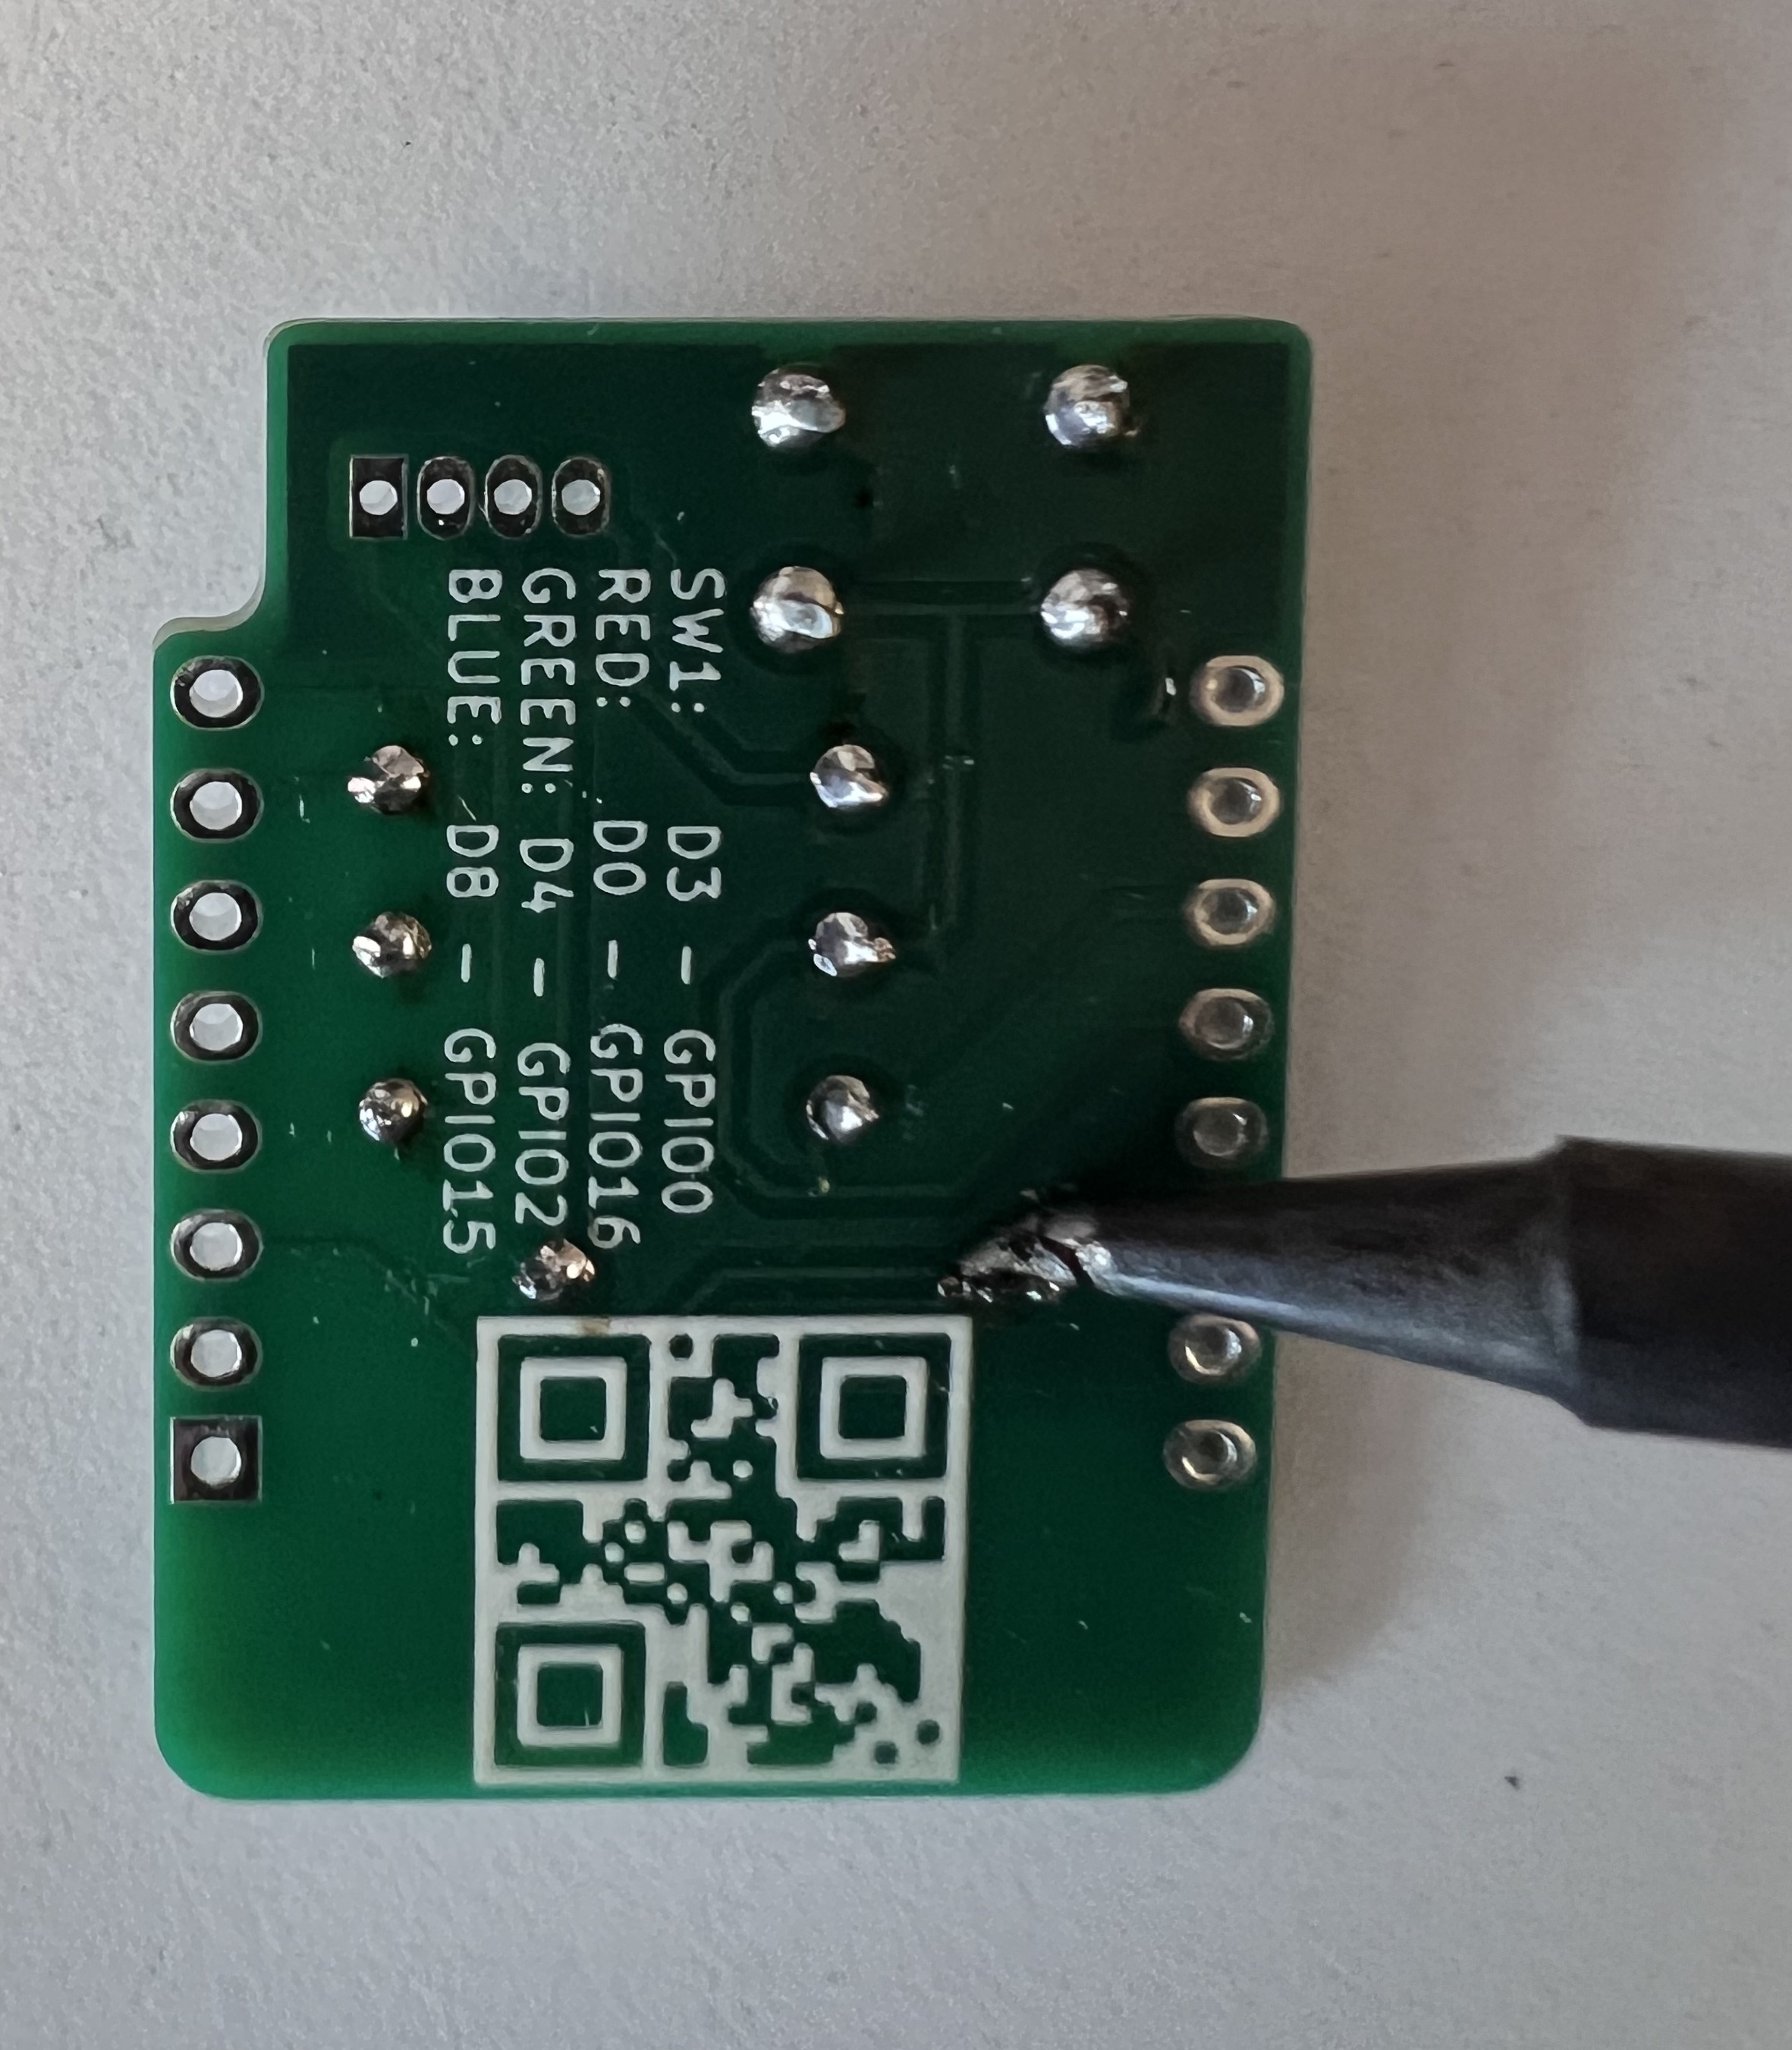 SW1: D3 - GPIO0
RED: D0 - GPIO16
GREEN: D4 - GPIO2
BLUE: D8 - GPIO15